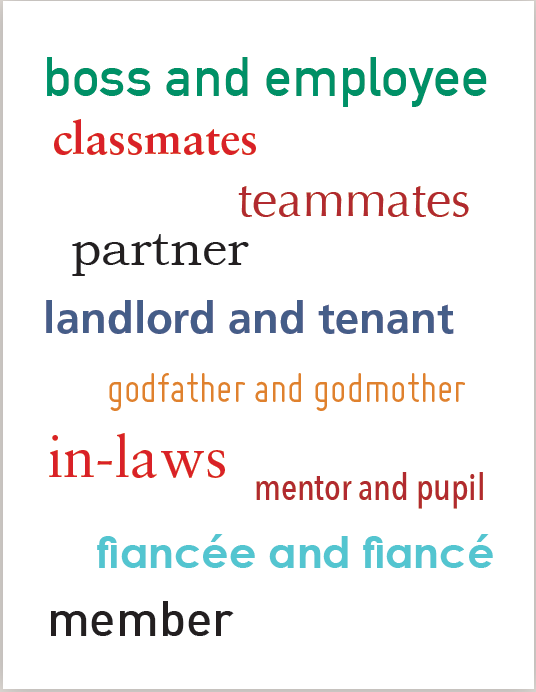 boss and employee
classmates
teammates
partner
landlord and tenant
godfather and godmother
in-laws
mentor and pupil
fiancée and fiancé
member